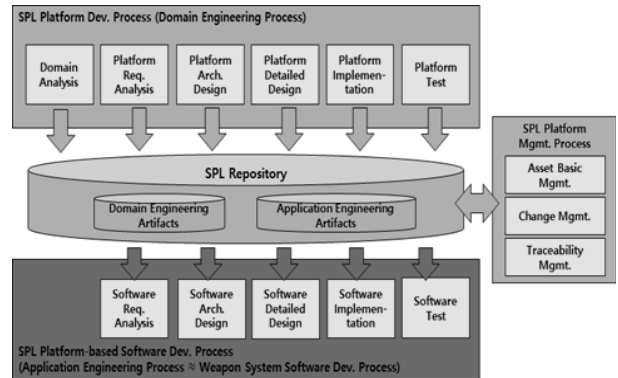 SPL Platform Dev. Process (Domain Engineering Process)
Domain
Analysis
Platform
Req.
Analysis
Platform
Arch.
Design
Platform
Detailed
Design
Platform
Implemen-
tation
Platform
Test
SPL Repository
Domain Engineering
Artifacts
Application Engineering
Artifacts
SPL Platform
Mgmt. Process
Asset Basic
Mgmt.
Change Mgmt.
Traceability
Mgmt.
Software
Req.
Analysis
Software
Arch.
Design
Software
Detailed
Design
Software
Implemen-
tation
Software
Test
SPL Platform-based Software Dev. Process
(Application Engineering Process ≈ Weapon System Software Dev. Process)